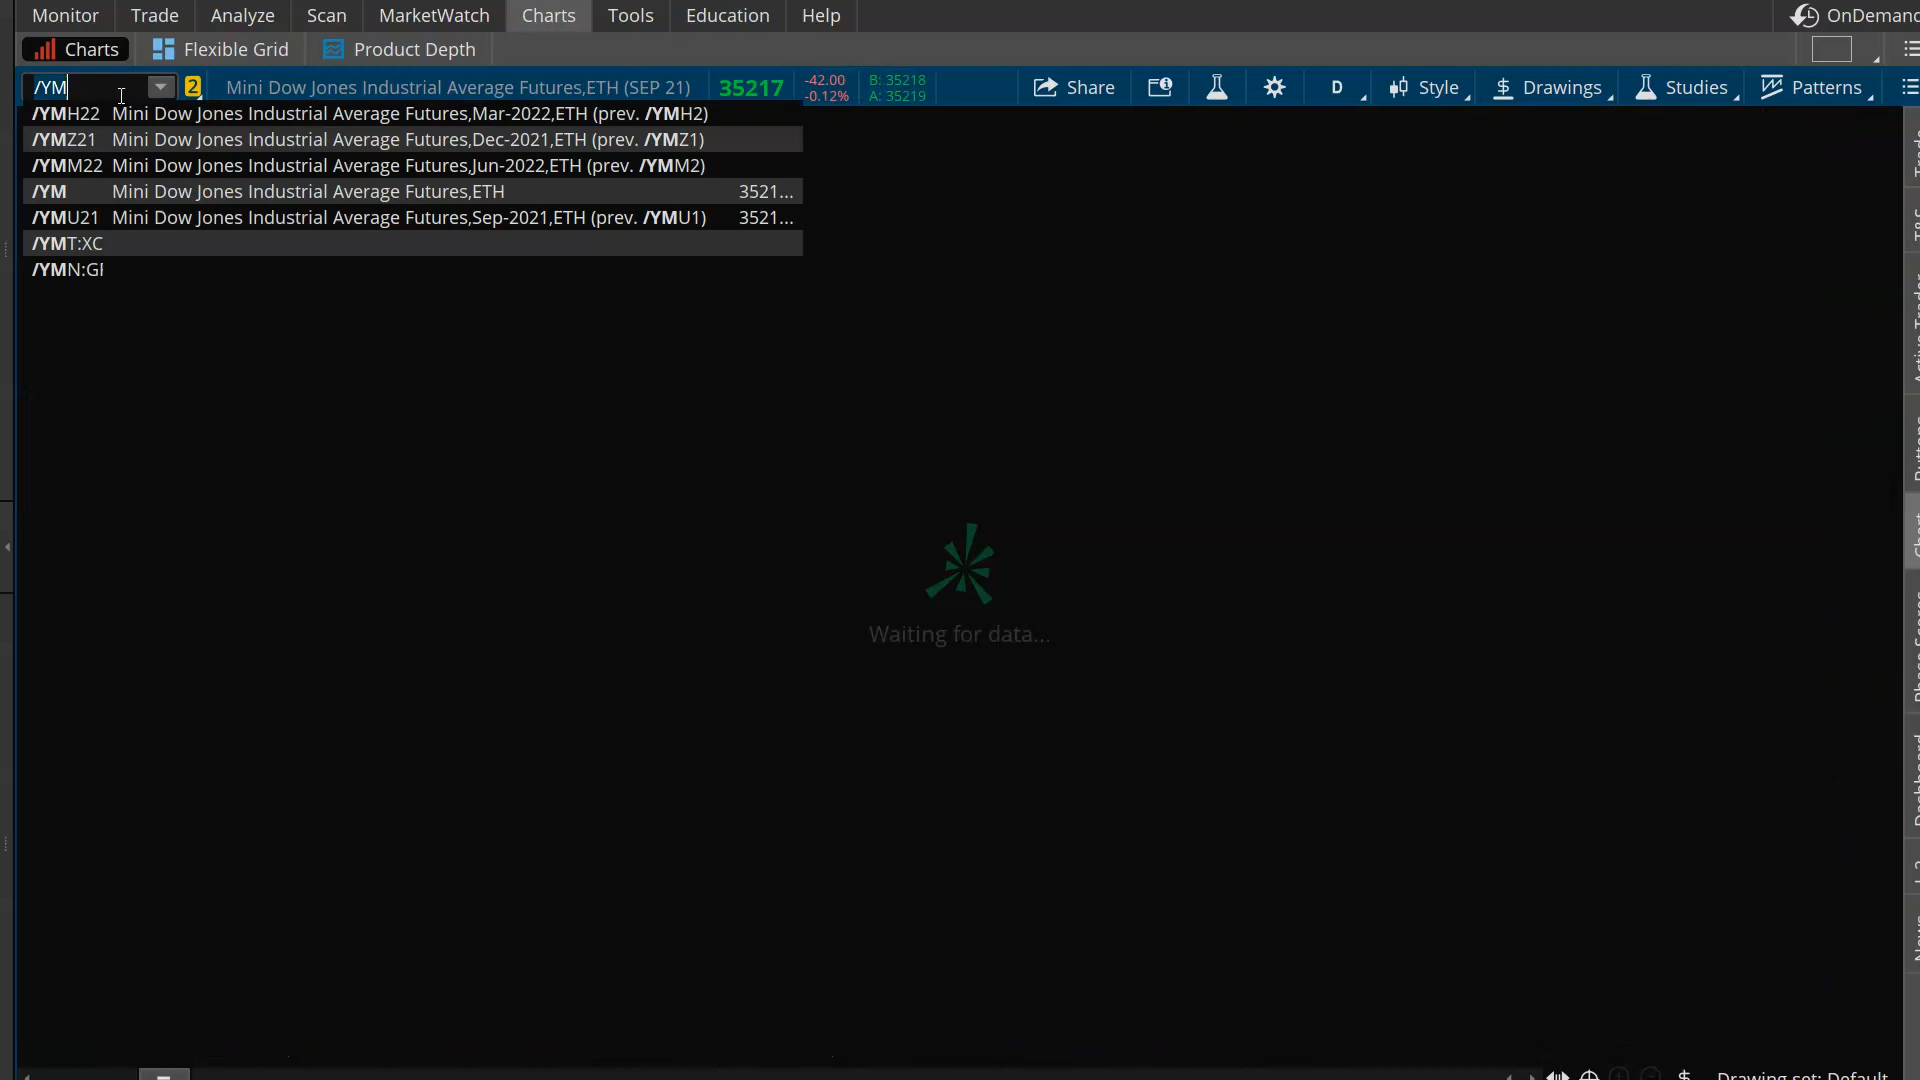 Monitor Trade Analyze Scan MarketWatch Charts Tools Education Help OnDemand
Charts Flexible Grid Product Depth
/YM 2 Mini Dow Jones Industrial Average Futures,ETH (SEP 21) 35217 -42.00 B: 35218 Share D Style $ Drawings Studies Patterns
-0.12% A: 35219
/YMH22 Mini Dow Jones Industrial Average Futures,Mar-2022,ETH (prev. /YMH2)
/YMZ21 Mini Dow Jones Industrial Average Futures,Dec-2021,ETH (prev. /YMZ1)
/YMM22 Mini Dow Jones Industrial Average Futures,Jun-2022,ETH (prev. /YMM2)
/YM Mini Dow Jones Industrial Average Futures,ETH 3521...
/YMU21 Mini Dow Jones Industrial Average Futures,Sep-2021,ETH (prev. /YMU1) 3521...
/YMT:XC
/YMN:GF
Waiting for data...
$ Drawing set: Default